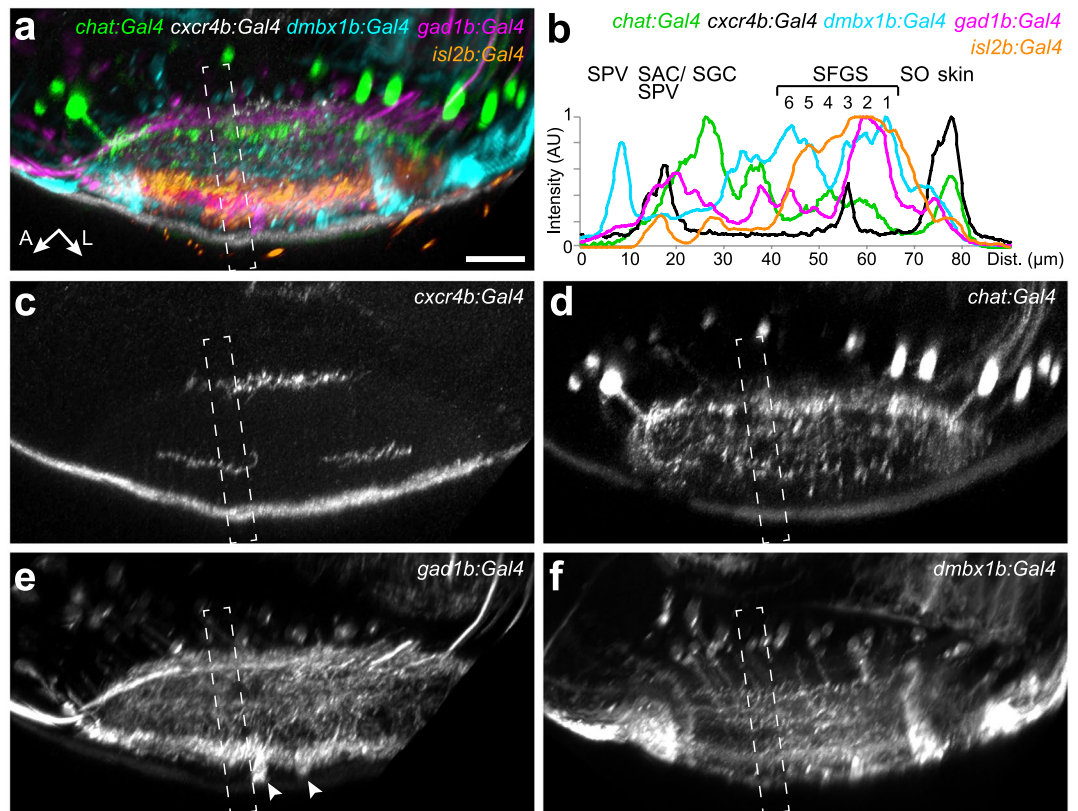 a
chat:Gal4 cxcr4b:Gal4 dmbx1b:Gal4 gad1b:Gal4
isl2b:Gal4
A L
b
chat:Gal4 cxcr4b:Gal4 dmbx1b:Gal4 gad1b:Gal4
isl2b:Gal4
SPV SAC/ SGC SFGS SO skin
SPV
6 5 4 3 2 1
1
Intensity (AU)
0
0 10 20 30 40 50 60 70 80 Dist. (μm)
c cxcr4b:Gal4
d chat:Gal4
e gad1b:Gal4
f dmbx1b:Gal4